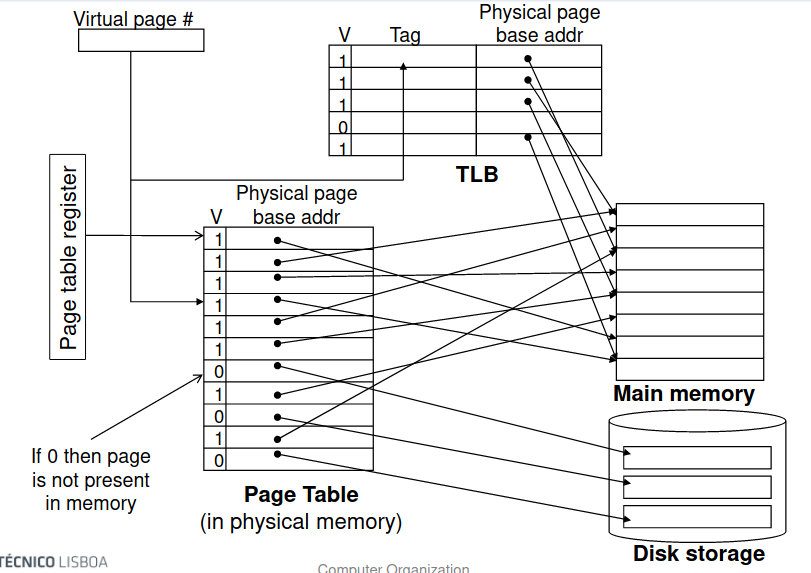 Virtual page #
Physical page
V Tag base addr
1
1
1
0
1
TLB
Page table register
Physical page
V base addr
1
1
1
1
1
1
0
1
0
1
0
If 0 then page
is not present
in memory
Page Table
(in physical memory)
Main memory
Disk storage
TÉCNICO LISBOA
Computer Organization